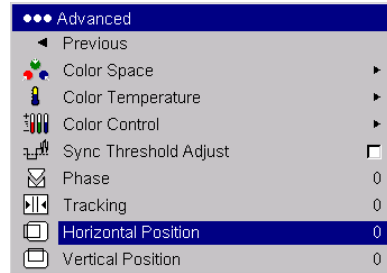 Advanced
Previous
Color Space
Color Temperature
Color Control
Sync Threshold Adjust
Phase 0
Tracking 0
Horizontal Position 0
Vertical Position 0